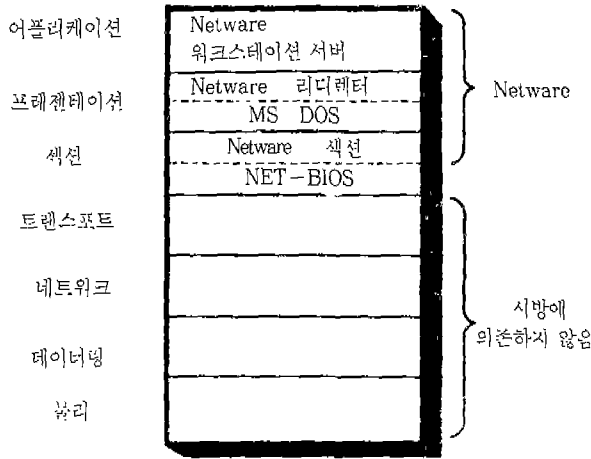 어플리케이션
Netware
워크스테이션 서버
Netware 리디렉터
프래젠테이션
MS DOS
Netware
섹션
Netware 섹션
NET-BIOS
트랜스포트
네트워크
시방에
의존하지 않음
데이터링
물리